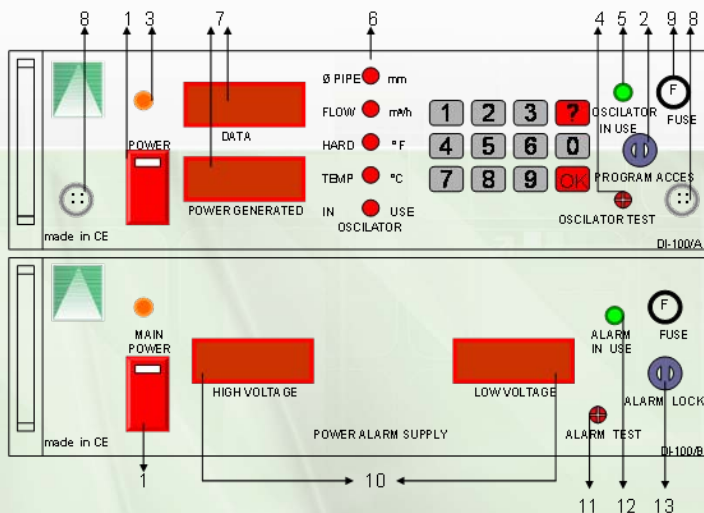 8 1 3 7 6 4 5 2 9 8
Ø PIPE mm
FLOW m³/h
HARD °F
TEMP °C
IN USE
OSCILATOR
POWER
DATA
POWER GENERATED
1 2 3 ?
4 5 6 0
7 8 9 OK
OSCILATOR
IN USE
F
FUSE
PROGRAM ACCES
OSCILATOR TEST
made in CE
DI-100/A
MAIN
POWER
HIGH VOLTAGE
LOW VOLTAGE
ALARM
IN USE
F
FUSE
ALARM LOCK
ALARM TEST
POWER ALARM SUPPLY
made in CE
DI-100/B
1 10 11 12 13